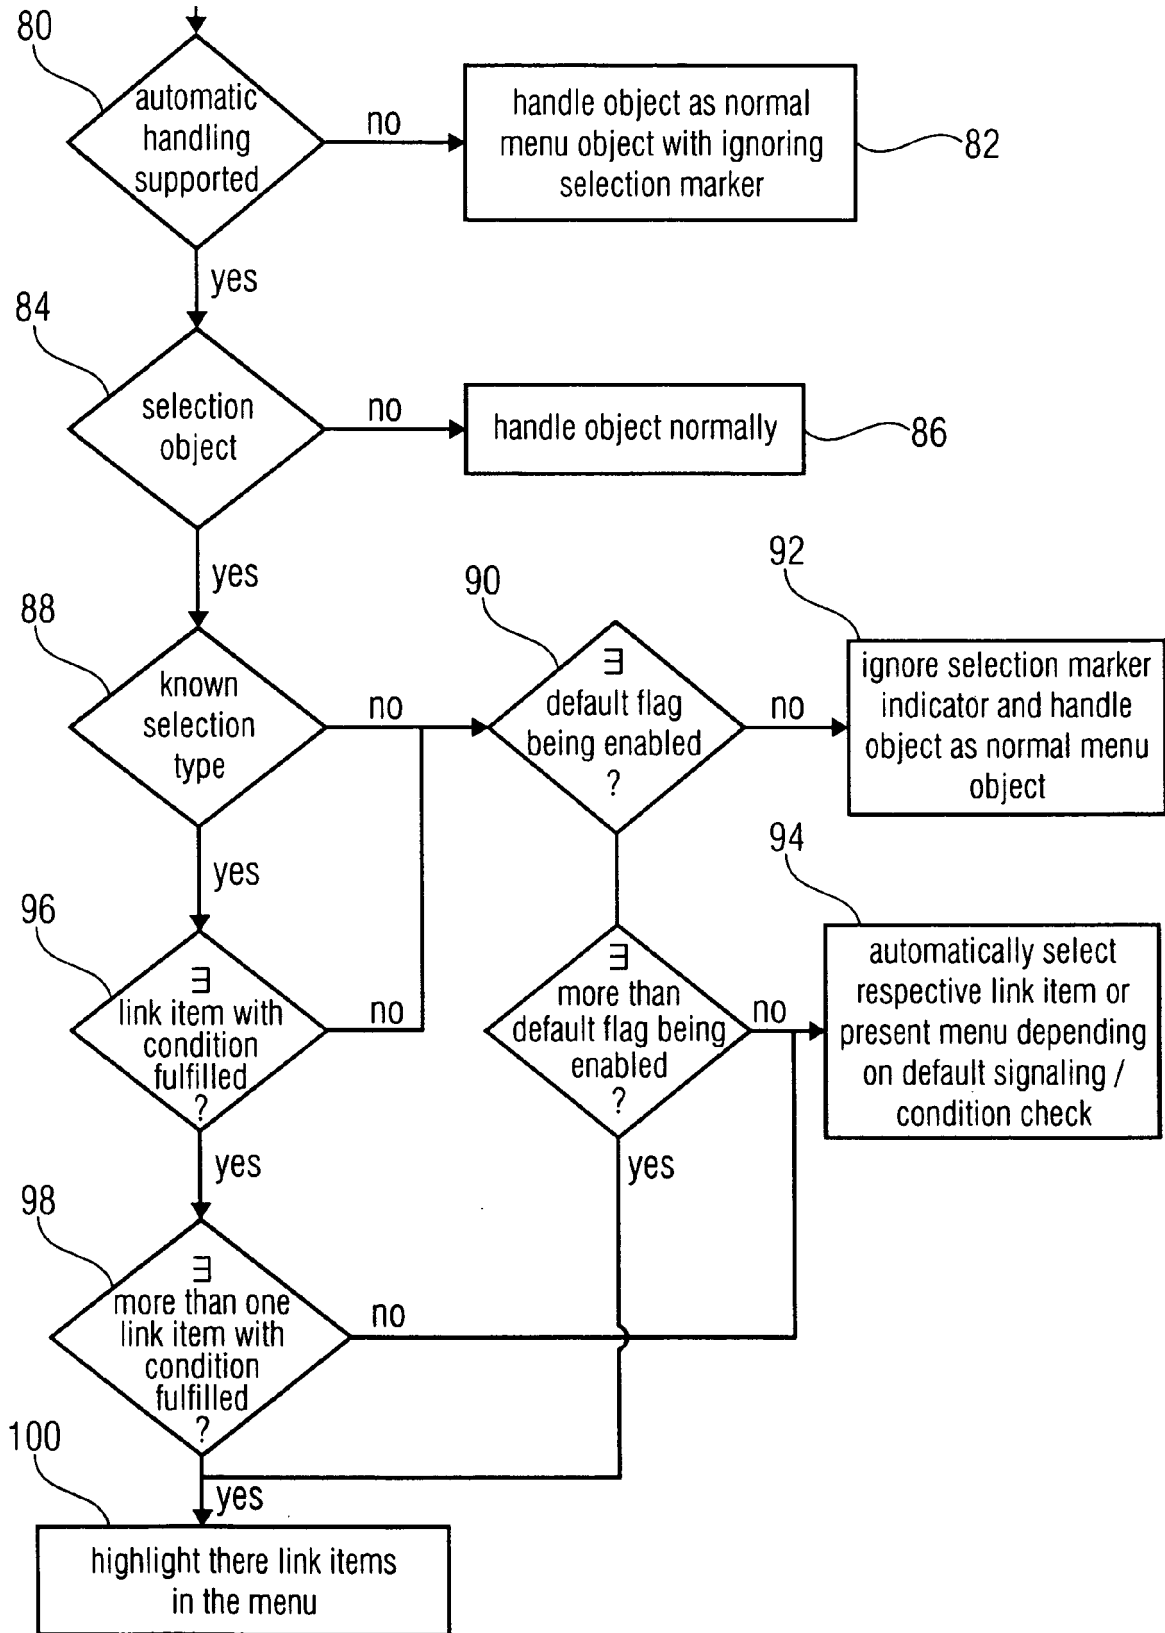 80
automatic
handling
supported
no
handle object as normal
menu object with ignoring
selection marker
82
yes
84
selection
object
no
handle object normally
86
yes
88
known
selection
type
no
90
∃
default flag
being enabled
?
no
92
ignore selection marker
indicator and handle
object as normal menu
object
yes
96
∃
link item with
condition
fulfilled
?
no
∃
more than
default flag being
enabled
?
no
94
automatically select
respective link item or
present menu depending
on default signaling /
condition check
yes
yes
98
∃
more than one
link item with
condition
fulfilled
?
no
100
yes
highlight there link items
in the menu